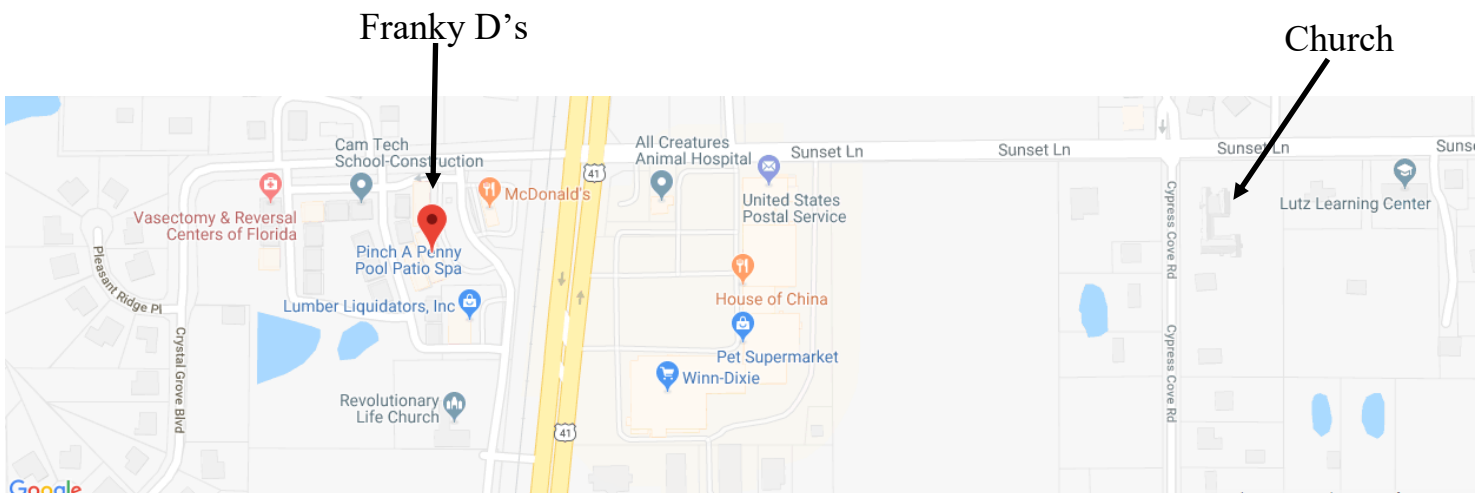 Franky D’s
Church
Cam Tech
School-Construction
All Creatures
Animal Hospital
Sunset Ln
Sunset Ln
Sunset Ln
Suns
41
McDonald's
Vasectomy & Reversal
Centers of Florida
United States
Postal Service
Cypress Cove Rd
Lutz Learning Center
Pinch A Penny
Pool Patio Spa
Pleasant Ridge Pl
Lumber Liquidators, Inc
House of China
Crystal Grove Blvd
Pet Supermarket
Cypress Cove Rd
Winn-Dixie
Revolutionary
Life Church
41
Google